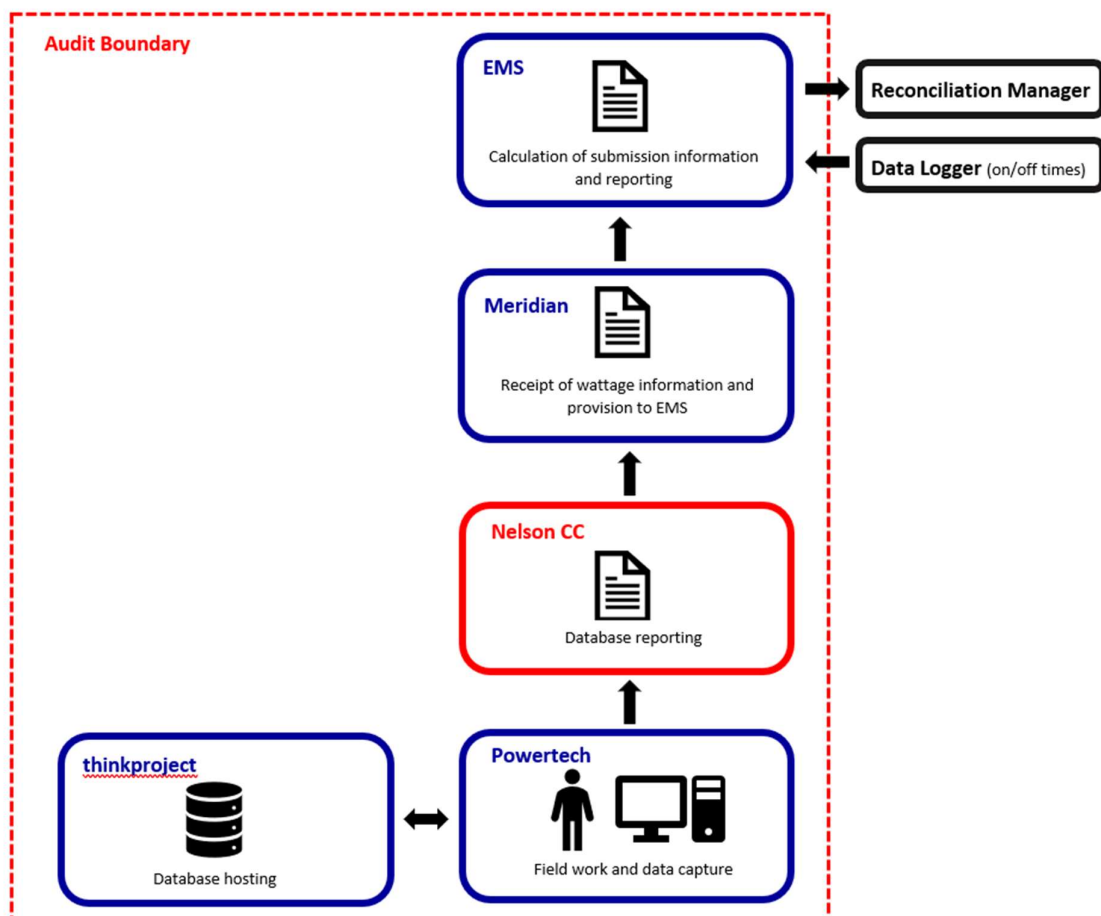 Audit Boundary
EMS
Calculation of submission information
and reporting
Reconciliation Manager
Data Logger (on/off times)
Meridian
Receipt of wattage information and
provision to EMS
Nelson CC
Database reporting
thinkproject
Database hosting
Powertech
Field work and data capture